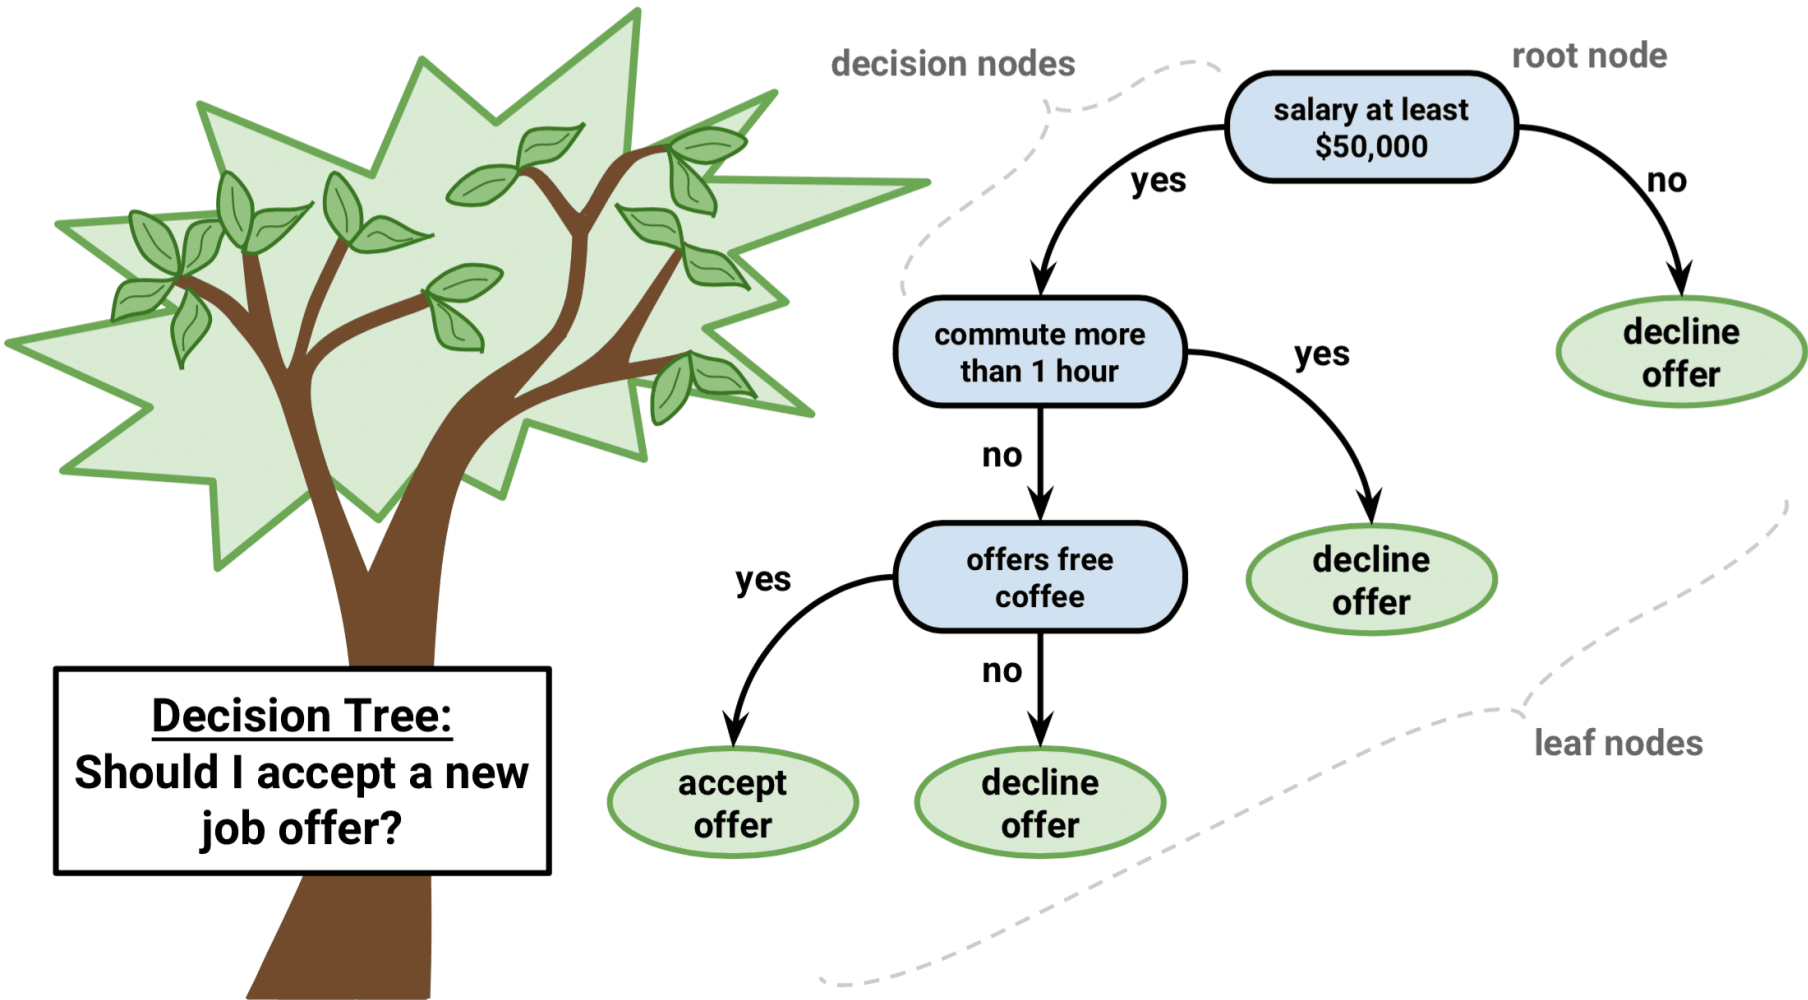 decision nodes
root node
salary at least
$50,000
yes
no
commute more
than 1 hour
yes
decline
offer
no
offers free
coffee
yes
decline
offer
no
accept
offer
decline
offer
leaf nodes
Decision Tree:
Should I accept a new
job offer?